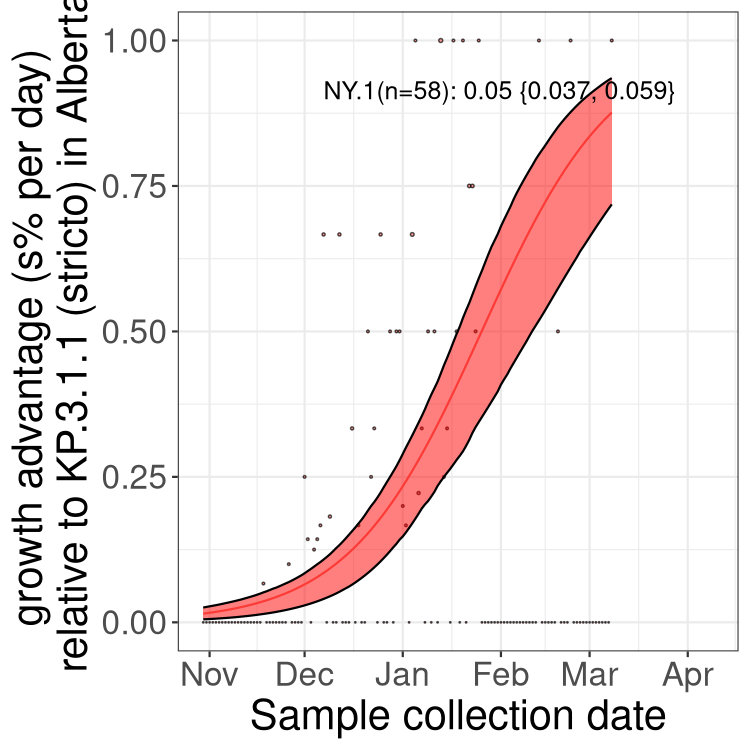 growth advantage (s% per day)
relative to KP.3.1.1 (stricto) in Alberta
1.00
0.75
0.50
0.25
0.00
NY.1(n=58): 0.05 {0.037, 0.059}
Nov Dec Jan Feb Mar Apr
Sample collection date